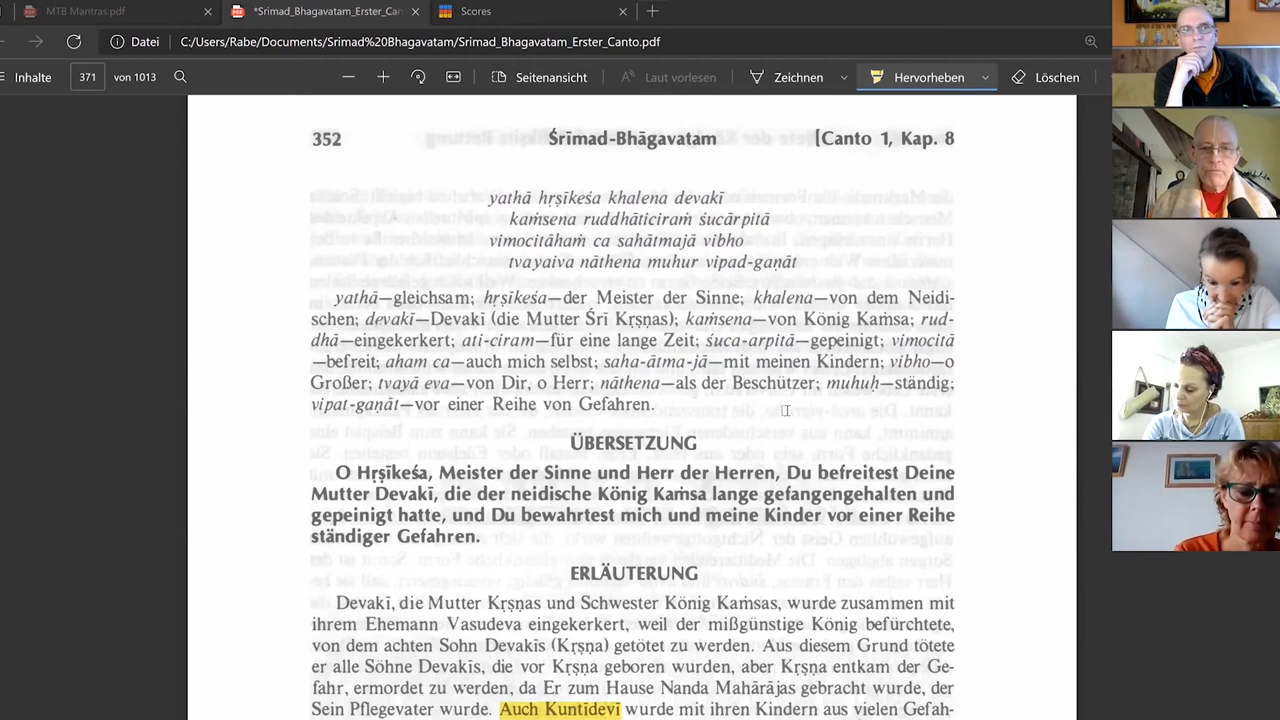 MTB Mantras.pdf
*Srimad_Bhagavatam_Erster_Can
Scores
Datei C:/Users/Rabe/Documents/Srimad%20Bhagavatam/Srimad_Bhagavatam_Erster_Canto.pdf
Inhalte 371 von 1013 Seitenansicht Laut vorlesen Zeichnen Hervorheben Löschen
352 Śrīmad-Bhāgavatam [Canto 1, Kap. 8
yathā hṛṣīkeśa khalena devakī
kaṁsena ruddhāticiraṁ śucārpitā
vimocitāhaṁ ca sahātmajā vibho
tvayaiva nāthena muhur vipad-gaṇāt
yathā—gleichsam; hṛṣīkeśa—der Meister der Sinne; khalena—von dem Neidi-
schen; devakī—Devakī (die Mutter Śrī Kṛṣṇas); kaṁsena—von König Kaṁsa; rud-
dhā—eingekerkert; ati-ciram—für eine lange Zeit; śuca-arpitā—gepeinigt; vimocitā
—befreit; aham ca—auch mich selbst; saha-ātma-jā—mit meinen Kindern; vibho—o
Großer; tvayā eva—von Dir, o Herr; nāthena—als der Beschützer; muhuḥ—ständig;
vipat-gaṇāt—vor einer Reihe von Gefahren.
ÜBERSETZUNG
O Hṛṣīkeśa, Meister der Sinne und Herr der Herren, Du befreitest Deine
Mutter Devakī, die der neidische König Kaṁsa lange gefangengehalten und
gepeinigt hatte, und Du bewahrtest mich und meine Kinder vor einer Reihe
ständiger Gefahren.
ERLÄUTERUNG
Devakī, die Mutter Kṛṣṇas und Schwester König Kaṁsas, wurde zusammen mit
ihrem Ehemann Vasudeva eingekerkert, weil der mißgünstige König befürchtete,
von dem achten Sohn Devakīs (Kṛṣṇa) getötet zu werden. Aus diesem Grund tötete
er alle Söhne Devakīs, die vor Kṛṣṇa geboren wurden, aber Kṛṣṇa entkam der Ge-
fahr, ermordet zu werden, da Er zum Hause Nanda Mahārājas gebracht wurde, der
Sein Pflegevater wurde. Auch Kuntīdevī wurde mit ihren Kindern aus vielen Gefah-